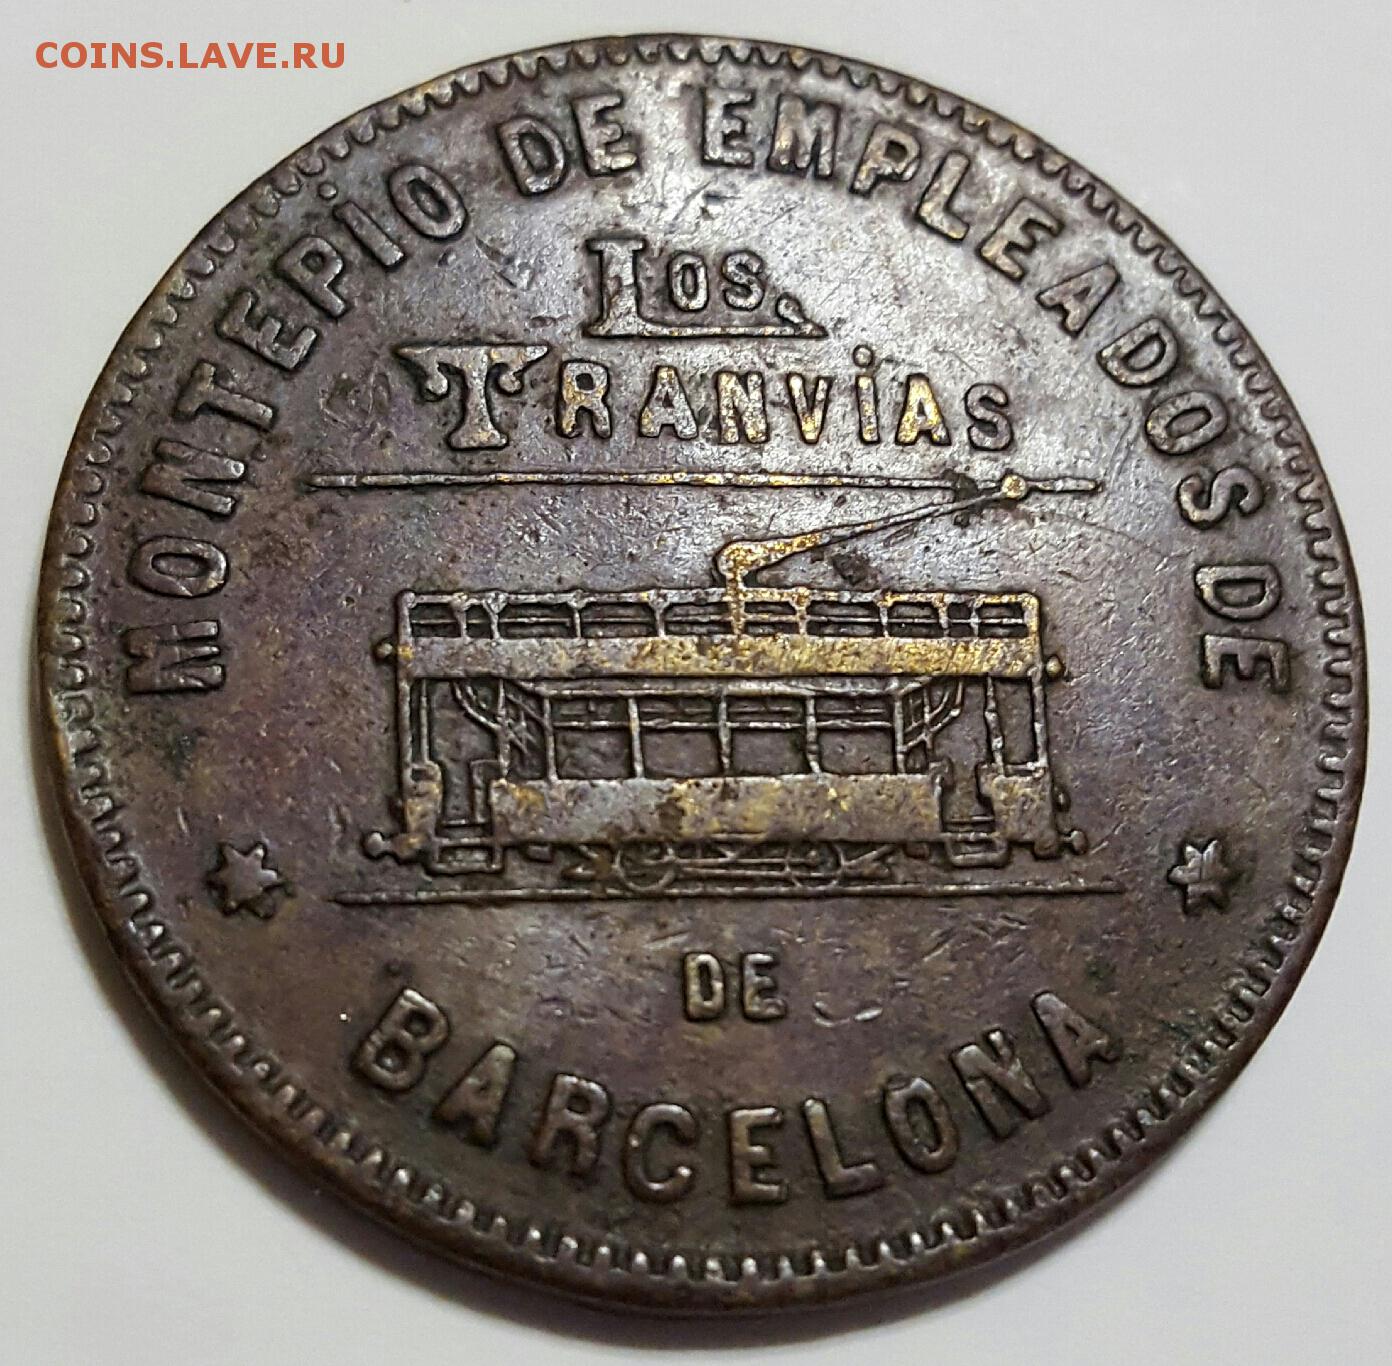 COINS.LAVE.RU
MONTEPIO DE EMPLEADOS DE
LOS.
TRANVIAS
DE
BARCELONA